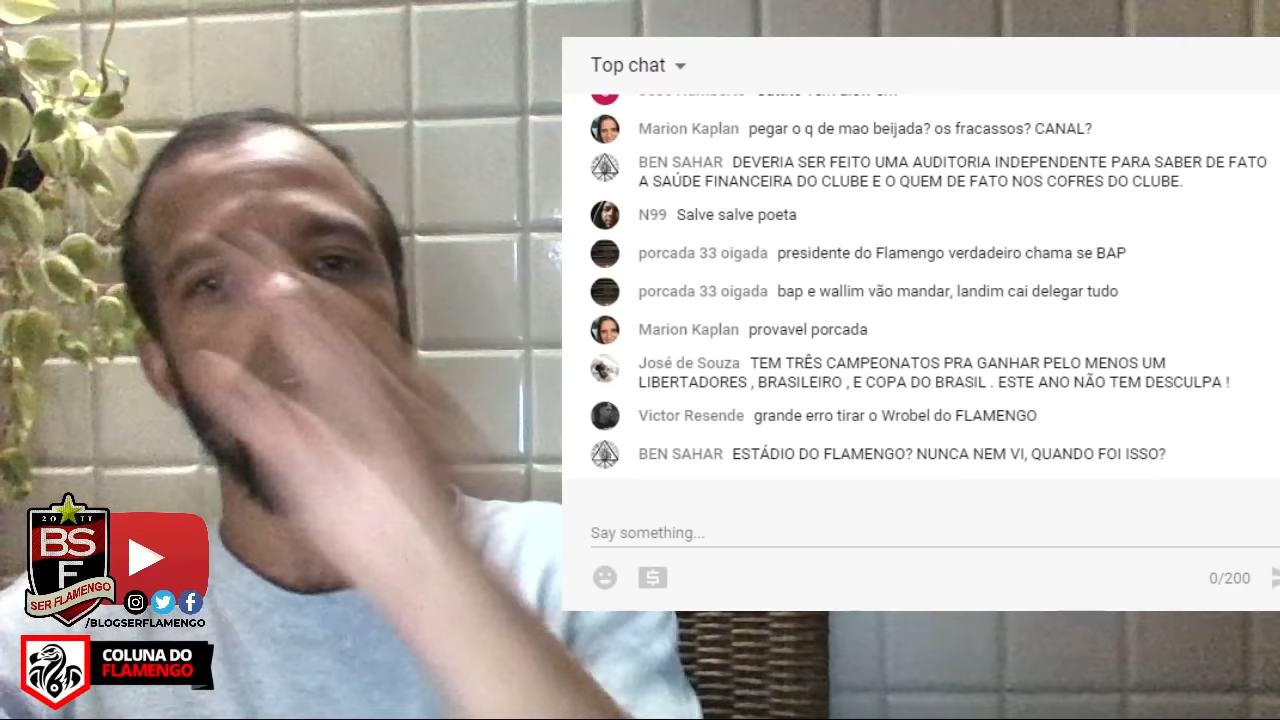 Top chat
Marion Kaplan pegar o q de mao beijada? os fracassos? CANAL?
BEN SAHAR DEVERIA SER FEITO UMA AUDITORIA INDEPENDENTE PARA SABER DE FATO
A SAÚDE FINANCEIRA DO CLUBE E O QUEM DE FATO NOS COFRES DO CLUBE.
N99 Salve salve poeta
porcada 33 oigada presidente do Flamengo verdadeiro chama se BAP
porcada 33 oigada bap e wallim vão mandar, landim cai delegar tudo
Marion Kaplan provavel porcada
José de Souza TEM TRÊS CAMPEONATOS PRA GANHAR PELO MENOS UM
LIBERTADORES , BRASILEIRO , E COPA DO BRASIL . ESTE ANO NÃO TEM DESCULPA !
Victor Resende grande erro tirar o Wrobel do FLAMENGO
BEN SAHAR ESTÁDIO DO FLAMENGO? NUNCA NEM VI, QUANDO FOI ISSO?
Say something...
0/200
20 11
BS
F
SER FLAMENGO
/BLOGSERFLAMENGO
COLUNA DO
FLAMENGO